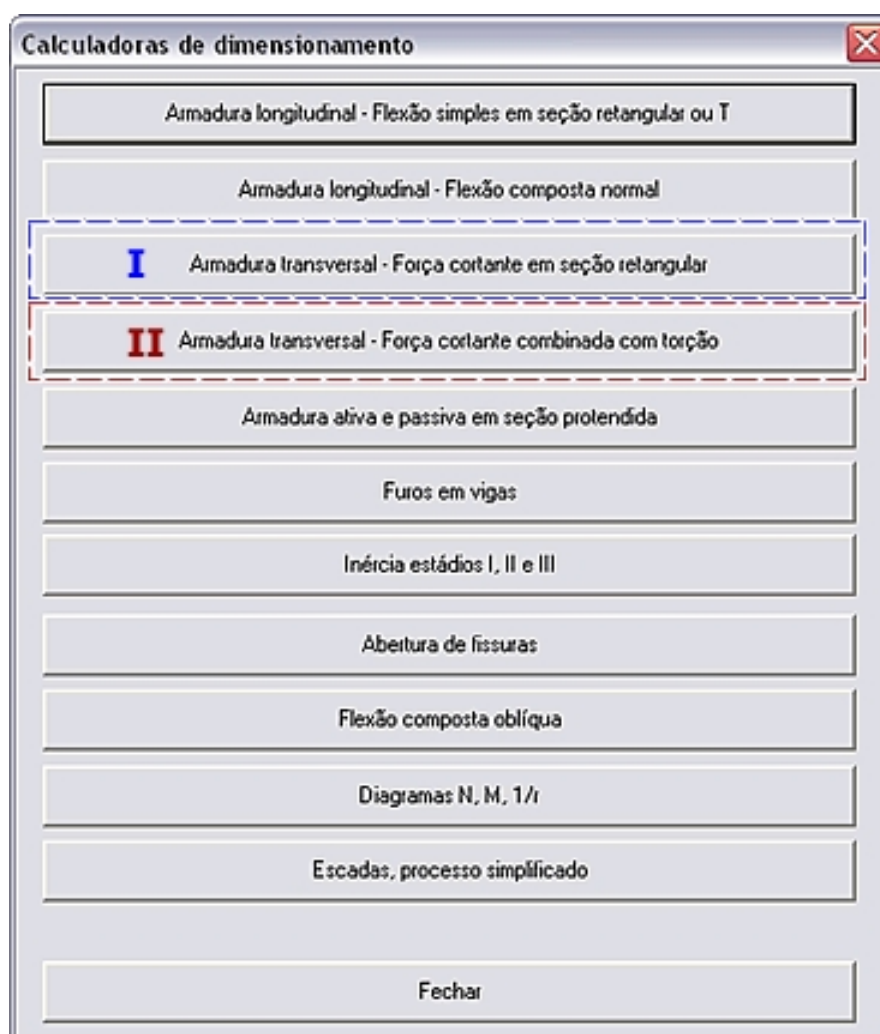 Calculadoras de dimensionamento
Armadura longitudinal - Flexão simples em seção retangular ou T
Armadura longitudinal - Flexão composta normal
I Armadura transversal - Força cortante em seção retangular
II Armadura transversal - Força cortante combinada com torção
Armadura ativa e passiva em seção protendida
Furos em vigas
Inércia estádios I, II e III
Abertura de fissuras
Flexão composta oblíqua
Diagramas N, M, 1/r
Escadas, processo simplificado
Fechar